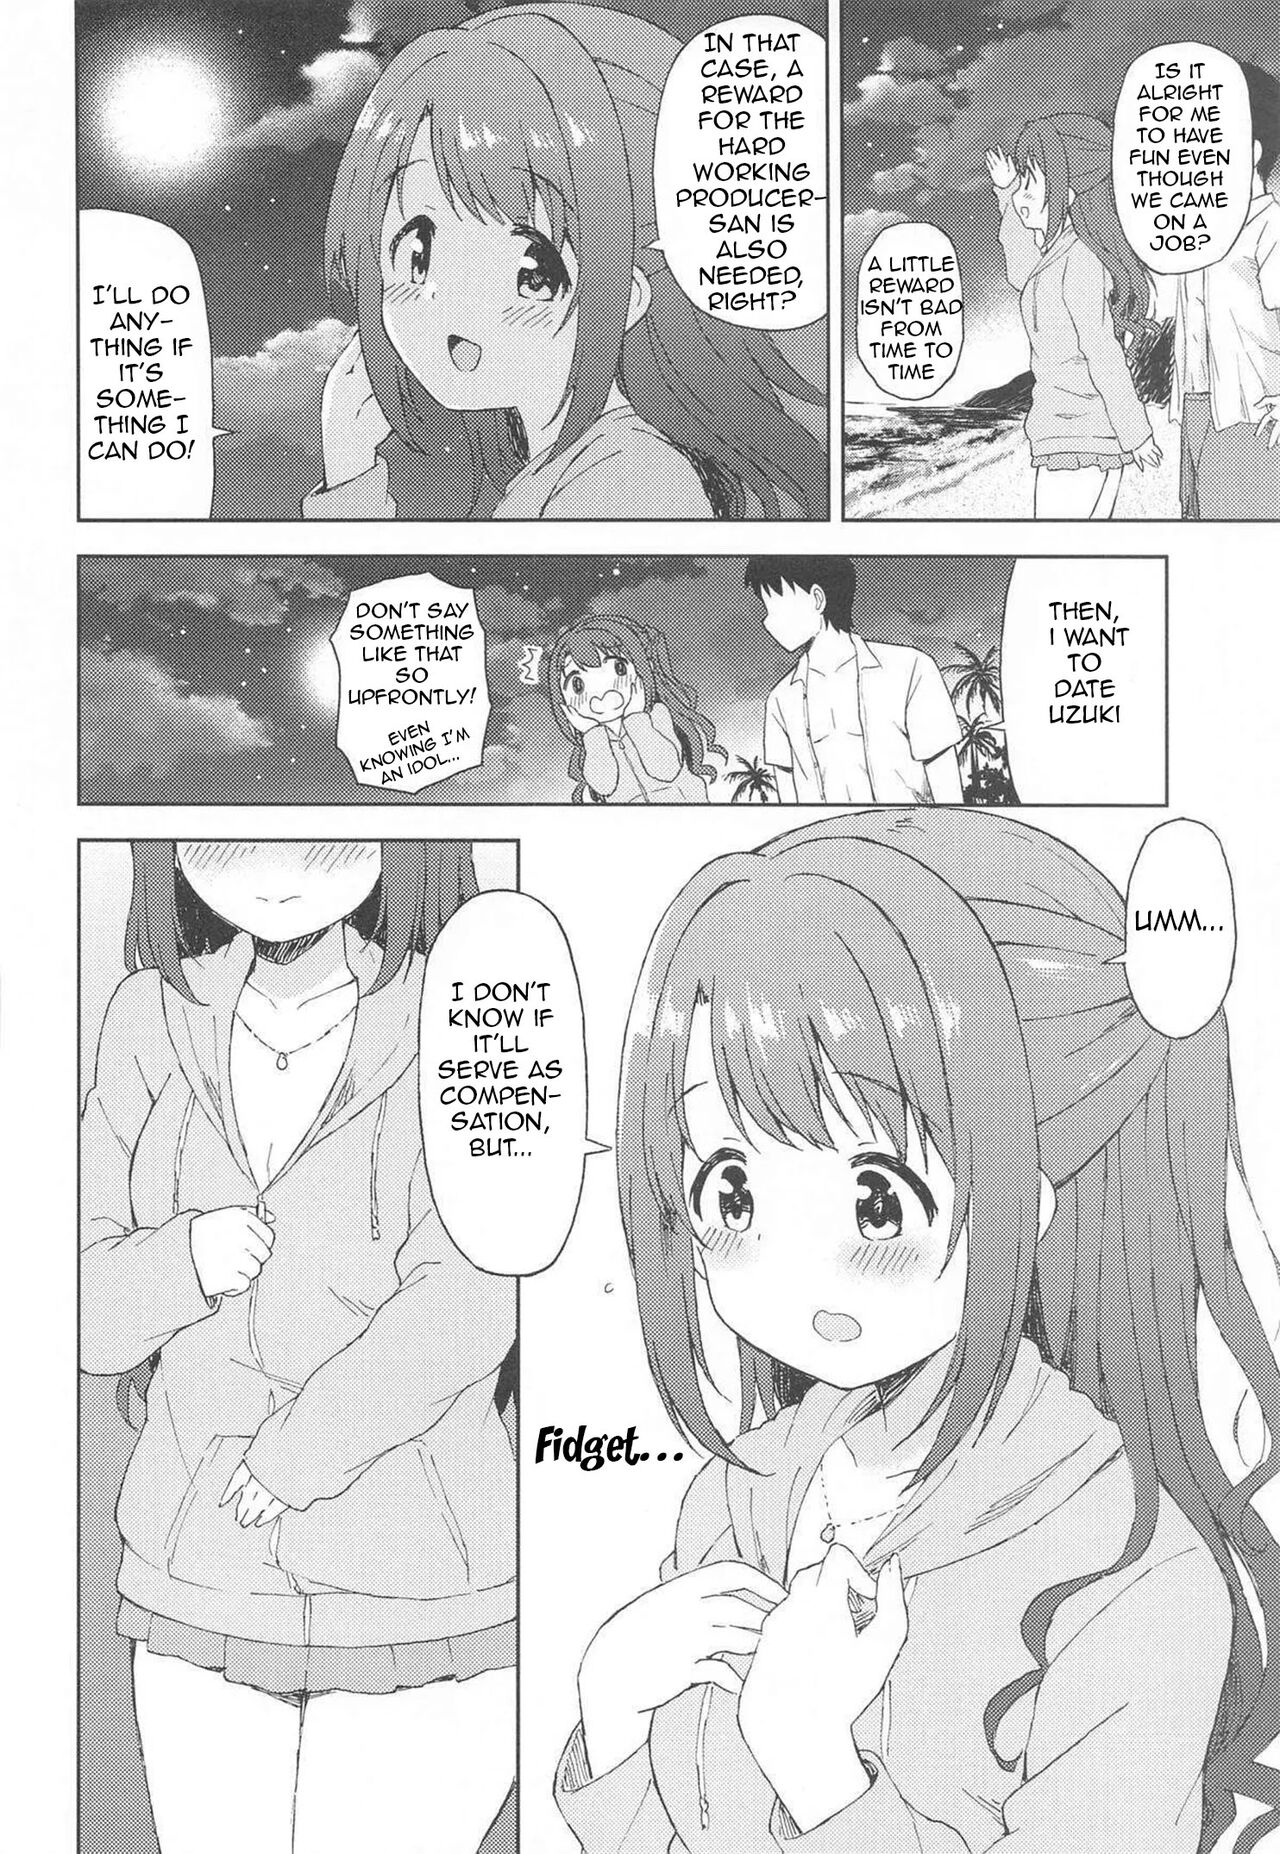 IS IT
ALRIGHT
FOR ME
TO HAVE
FUN EVEN
THOUGH
WE CAME
ON A
JOB?
A LITTLE
REWARD
ISN'T BAD
FROM
TIME TO
TIME
IN THAT
CASE, A
REWARD
FOR THE
HARD
WORKING
PRODUCER-
SAN IS
ALSO
NEEDED,
RIGHT?
I'LL DO
ANY-
THING IF
IT'S
SOME-
THING I
CAN DO!
THEN,
I WANT
TO
DATE
UZUKI
DON'T SAY
SOMETHING
LIKE THAT
SO
UPFRONTLY!
EVEN
KNOWING I'M
AN IDOL...
UMM...
I DON'T
KNOW IF
IT'LL
SERVE AS
COMPEN-
SATION,
BUT...
Fidget...